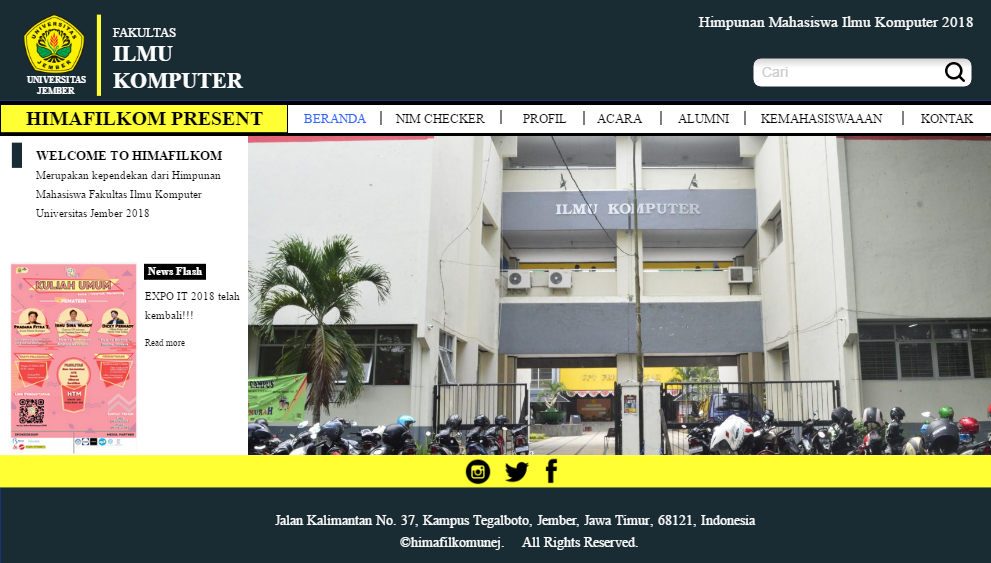 Himpunan Mahasiswa Ilmu Komputer 2018
UNIVERSITAS
JEMBER
FAKULTAS
ILMU
KOMPUTER
UNIVERSITAS
JEMBER
Cari
HIMAFILKOM PRESENT
BERANDA | NIM CHECKER | PROFIL | ACARA | ALUMNI | KEMAHASISWAAAN | KONTAK
WELCOME TO HIMAFILKOM
Merupakan kependekan dari Himpunan
Mahasiswa Fakultas Ilmu Komputer
Universitas Jember 2018
ILMU KOMPUTER
KULIAH UMUM
PEMATERI
HTM
News Flash
EXPO IT 2018 telah
kembali!!!
Read more
Jalan Kalimantan No. 37, Kampus Tegalboto, Jember, Jawa Timur, 68121, Indonesia
©himafilkomunej. All Rights Reserved.